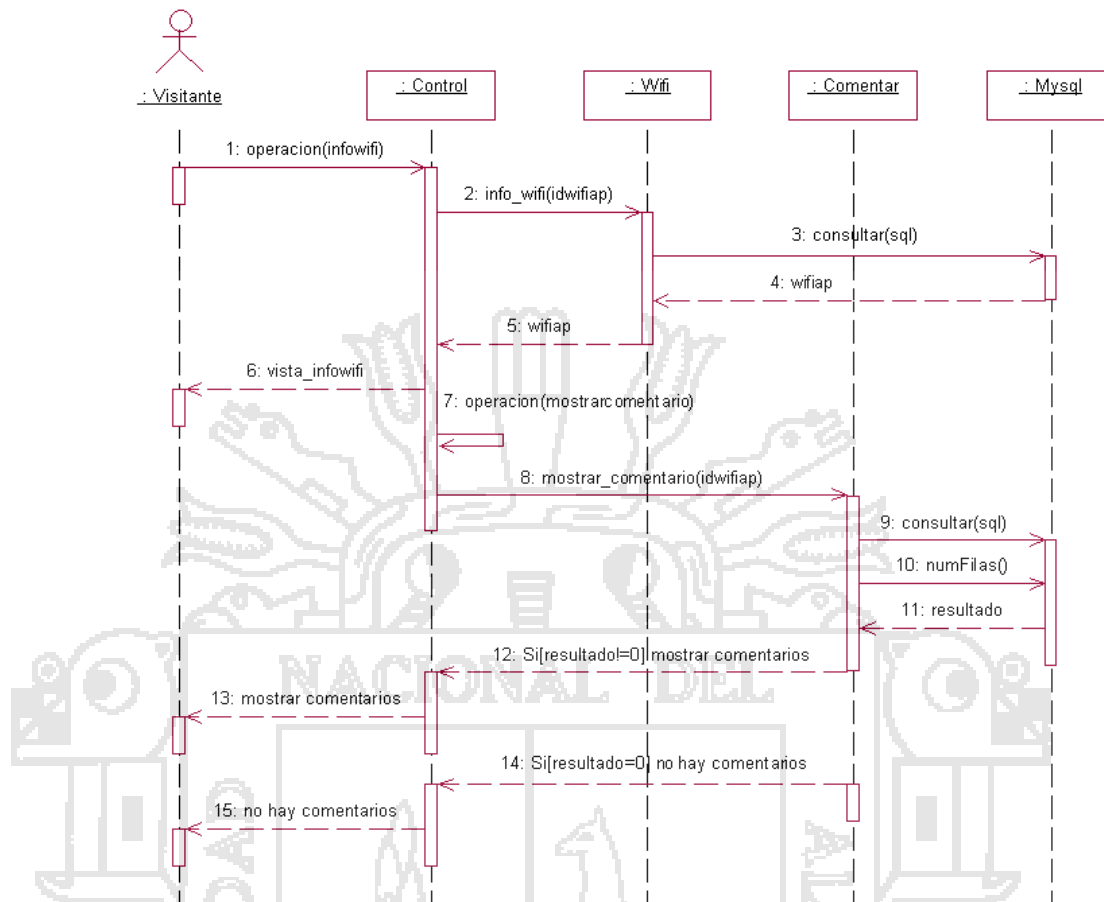 : Visitante
: Control
: Wifi
: Comentar
: Mysql
1: operacion(infowifi)
2: info_wifi(idwifiap)
3: consultar(sql)
4: wifiap
5: wifiap
6: vista_infowifi
7: operacion(mostrarcomentario)
8: mostrar_comentario(idwifiap)
9: consultar(sql)
10: numFilas()
11: resultado
12: Si[resultado!=0] mostrar comentarios
13: mostrar comentarios
14: Si[resultado=0] no hay comentarios
15: no hay comentarios
NACIONAL DEL